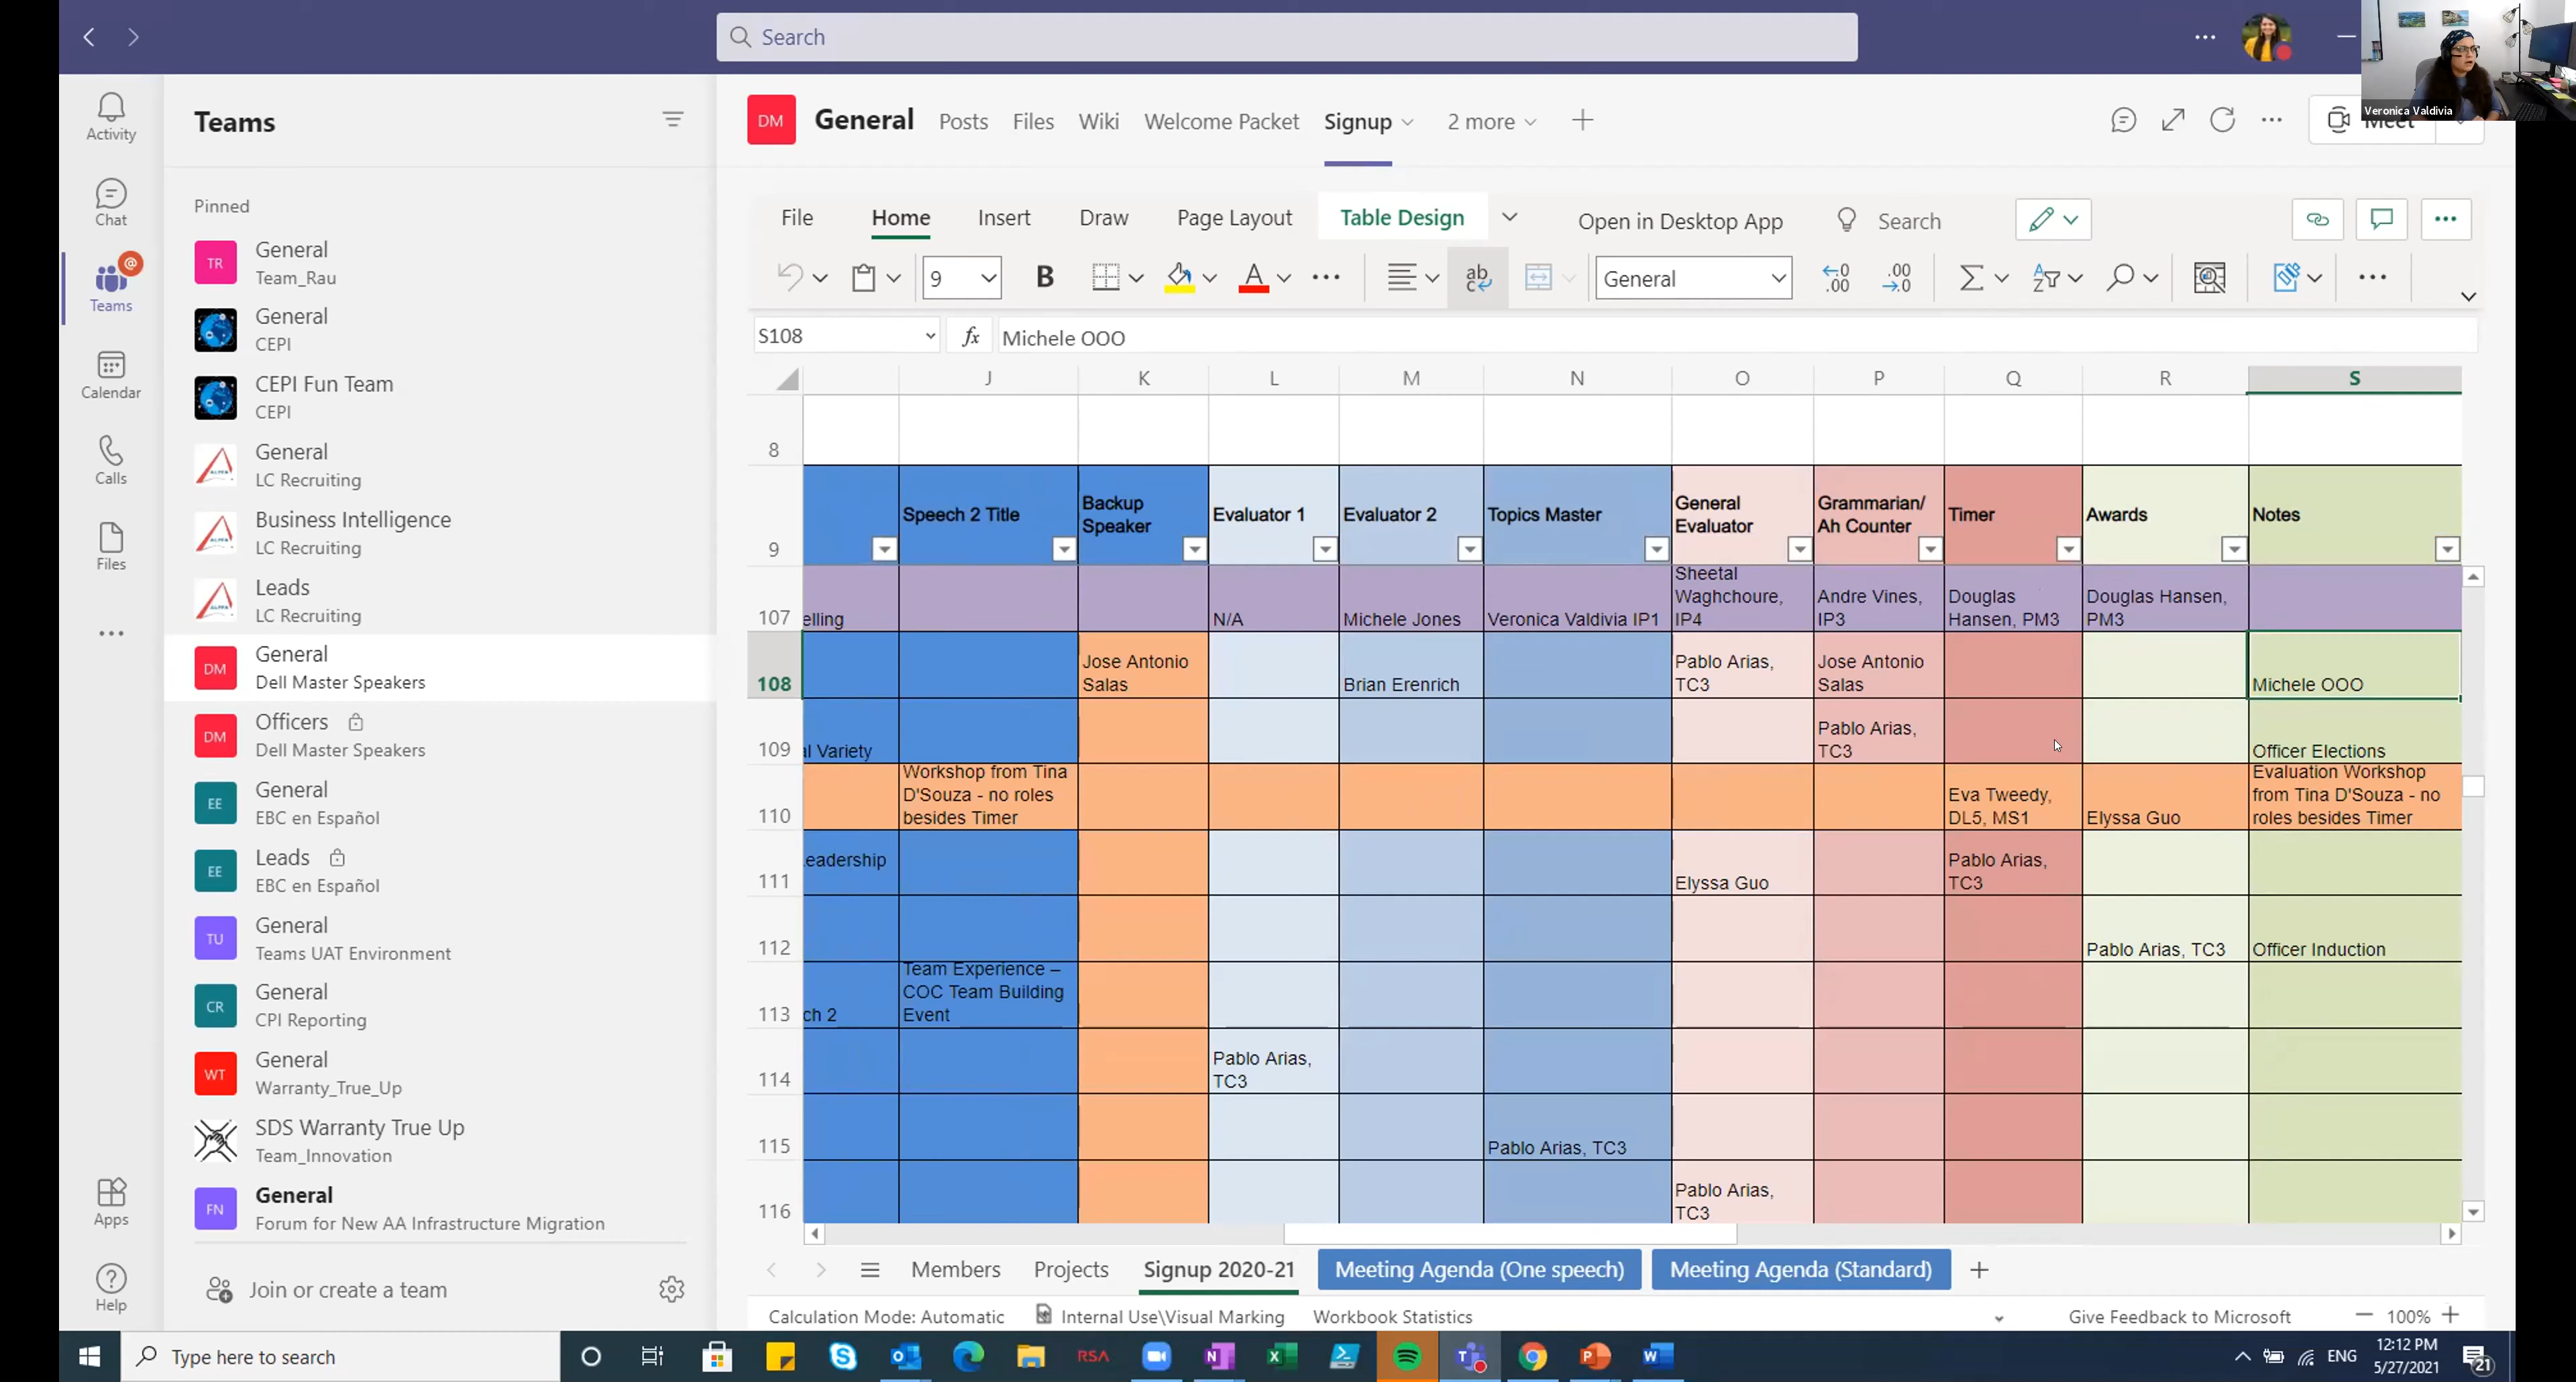 Search
Veronica Valdivia
Activity
Chat
@
Teams
Calendar
Calls
Files
Apps
Help
Teams
Pinned
TR
General
Team_Rau
General
CEPI
CEPI Fun Team
CEPI
General
LC Recruiting
Business Intelligence
LC Recruiting
Leads
LC Recruiting
DM
General
Dell Master Speakers
DM
Officers
Dell Master Speakers
EE
General
EBC en Español
EE
Leads
EBC en Español
TU
General
Teams UAT Environment
CR
General
CPI Reporting
WT
General
Warranty_True_Up
SDS Warranty True Up
Team_Innovation
FN
General
Forum for New AA Infrastructure Migration
Join or create a team
DM
General Posts Files Wiki Welcome Packet Signup 2 more
Meet
File Home Insert Draw Page Layout Table Design Open in Desktop App Search
9 B A ab General .00 .00
S108 fx Michele OOO
J K L M N O P Q R S
8
9
Speech 2 Title
Backup
Speaker
Evaluator 1
Evaluator 2
Topics Master
General
Evaluator
Grammarian/
Ah Counter
Timer
Awards
Notes
107
elling
N/A
Michele Jones
Veronica Valdivia IP1
Sheetal
Waghchoure,
IP4
Andre Vines,
IP3
Douglas
Hansen, PM3
Douglas Hansen,
PM3
108
Jose Antonio
Salas
Brian Erenrich
Pablo Arias,
TC3
Jose Antonio
Salas
Michele OOO
109
al Variety
Pablo Arias,
TC3
Officer Elections
110
Workshop from Tina
D'Souza - no roles
besides Timer
Eva Tweedy,
DL5, MS1
Elyssa Guo
Evaluation Workshop
from Tina D'Souza - no
roles besides Timer
111
eadership
Elyssa Guo
Pablo Arias,
TC3
112
Pablo Arias, TC3
Officer Induction
113
ch 2
Team Experience –
COC Team Building
Event
114
Pablo Arias,
TC3
115
Pablo Arias, TC3
116
Pablo Arias,
TC3
Members Projects Signup 2020-21 Meeting Agenda (One speech) Meeting Agenda (Standard)
Calculation Mode: Automatic Internal Use\Visual Marking Workbook Statistics Give Feedback to Microsoft 100%
Type here to search
RSA
ENG
12:12 PM
5/27/2021
21